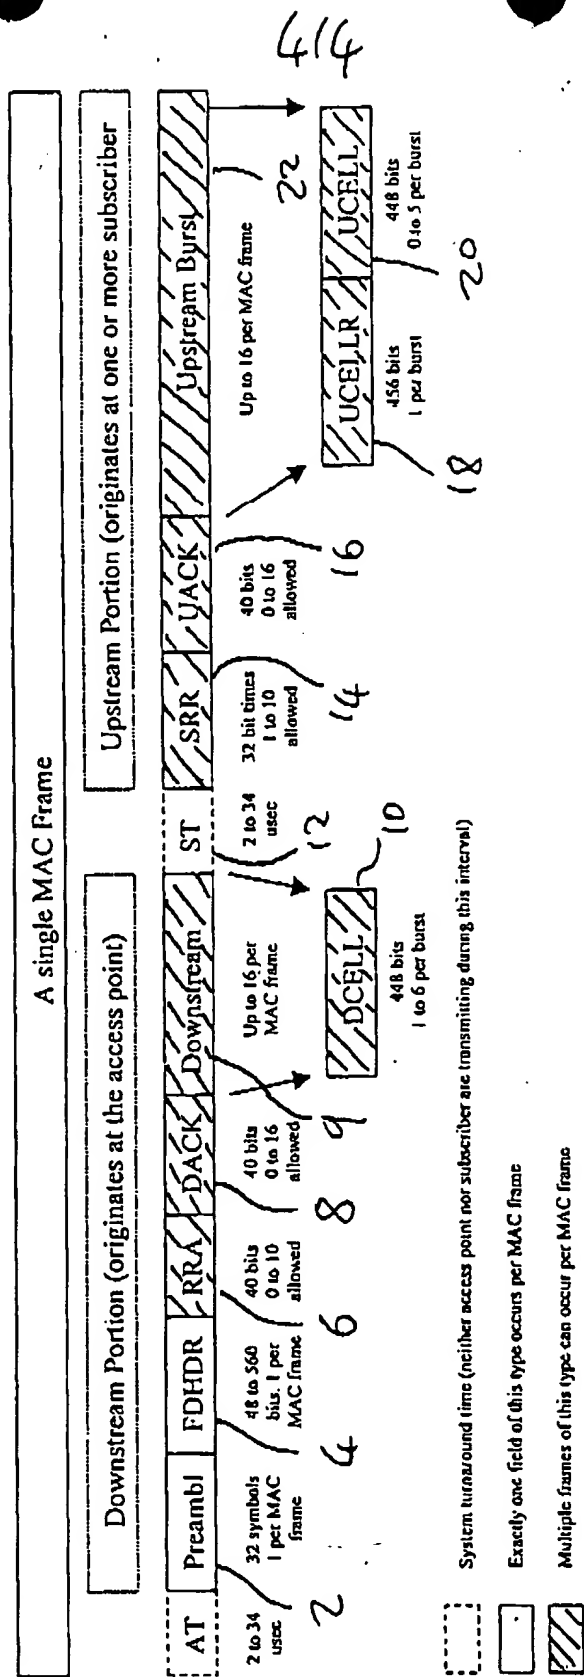 414
A single MAC Frame
Downstream Portion (originates at the access point)
Upstream Portion (originates at one or more subscriber
AT
Preambl
FDHDR
RRA
DACK
Downstream
ST
SRR
UACK
Upstream Burst
2 to 34
usec
32 symbols
1 per MAC
frame
48 to 560
bits. 1 per
MAC frame
40 bits
0 to 10
allowed
40 bits
0 to 16
allowed
Up to 16 per
MAC frame
2 to 34
usec
32 bit times
1 to 10
allowed
40 bits
0 to 16
allowed
Up to 16 per MAC frame
2
4
6
8
9
12
14
16
22
DCELL
10
448 bits
1 to 6 per burst
UCELLR
UCELL
456 bits
1 per burst
448 bits
0 to 5 per burst
18
20
System turnaround time (neither access point nor subscriber are transmitting during this interval)
Exactly one field of this type occurs per MAC frame
Multiple frames of this type can occur per MAC frame